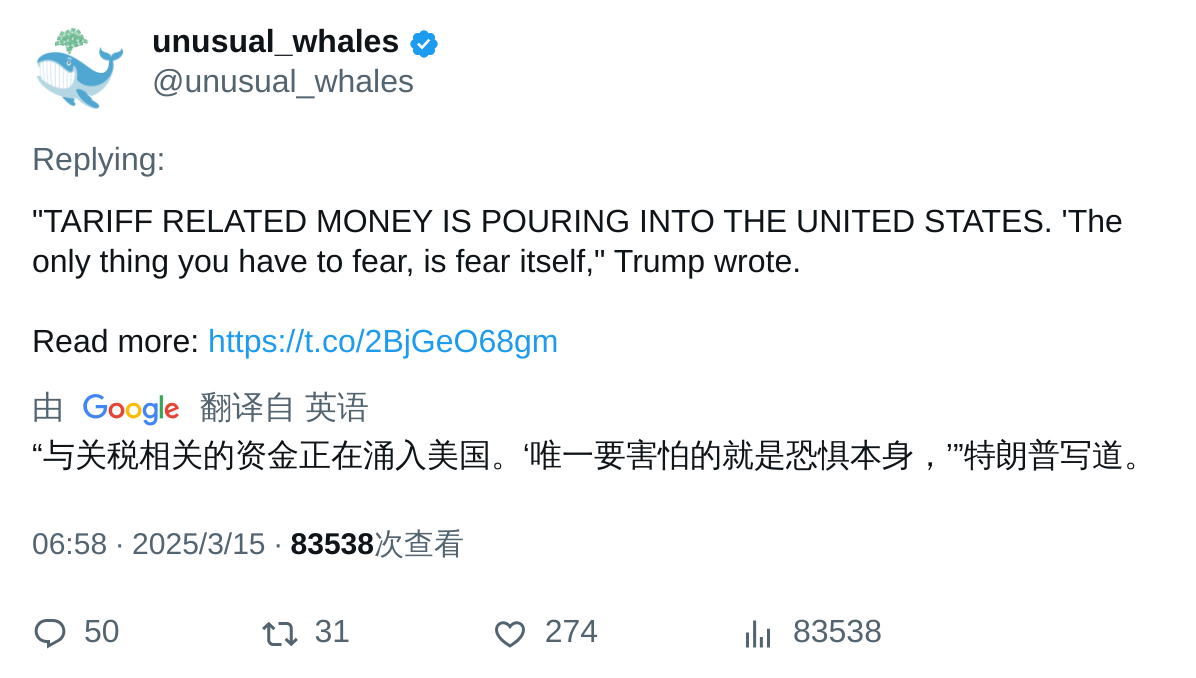 unusual_whales
@unusual_whales
Replying:
"TARIFF RELATED MONEY IS POURING INTO THE UNITED STATES. 'The
only thing you have to fear, is fear itself," Trump wrote.
Read more: https://t.co/2BjGeO68gm
由 Google 翻译自 英语
“与关税相关的资金正在涌入美国。‘唯一要害怕的就是恐惧本身，’”特朗普写道。
06:58 · 2025/3/15 · 83538次查看
50 31 274 83538